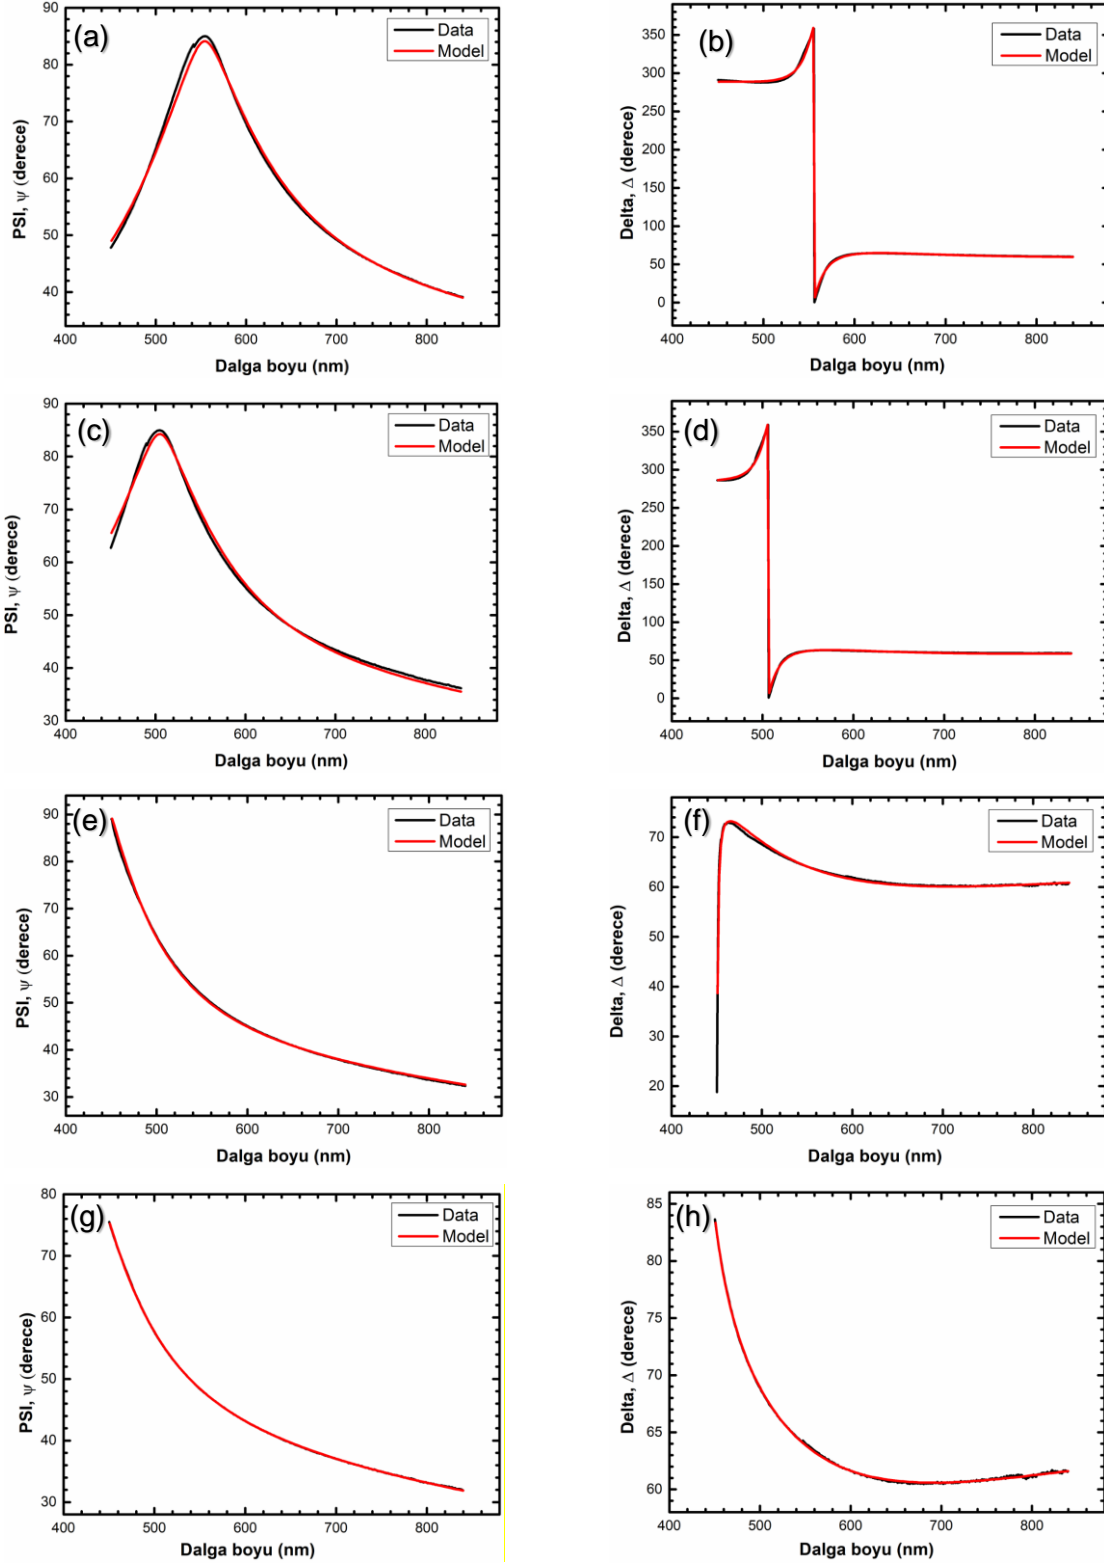 (a)
Data
Model
90
80
70
60
50
40
PSI, ψ (derece)
400 500 600 700 800
Dalga boyu (nm)
(b)
Data
Model
350
300
250
200
150
100
50
0
Delta, Δ (derece)
400 500 600 700 800
Dalga boyu (nm)
(c)
Data
Model
90
80
70
60
50
40
30
PSI, ψ (derece)
400 500 600 700 800
Dalga boyu (nm)
(d)
Data
Model
350
300
250
200
150
100
50
0
Delta, Δ (derece)
400 500 600 700 800
Dalga boyu (nm)
(e)
Data
Model
90
80
70
60
50
40
30
PSI, ψ (derece)
400 500 600 700 800
Dalga boyu (nm)
(f)
Data
Model
70
60
50
40
30
20
Delta, Δ (derece)
400 500 600 700 800
Dalga boyu (nm)
(g)
Data
Model
80
70
60
50
40
30
PSI, ψ (derece)
400 500 600 700 800
Dalga boyu (nm)
(h)
Data
Model
85
80
75
70
65
60
Delta, Δ (derece)
400 500 600 700 800
Dalga boyu (nm)